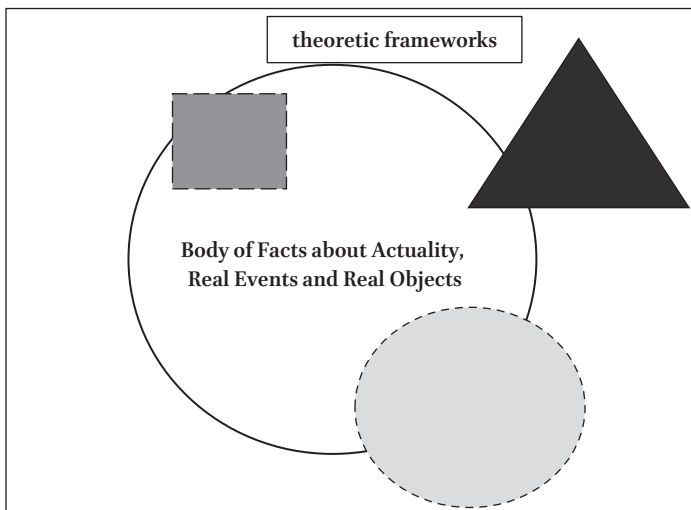 theoretic frameworks
Body of Facts about Actuality,
Real Events and Real Objects